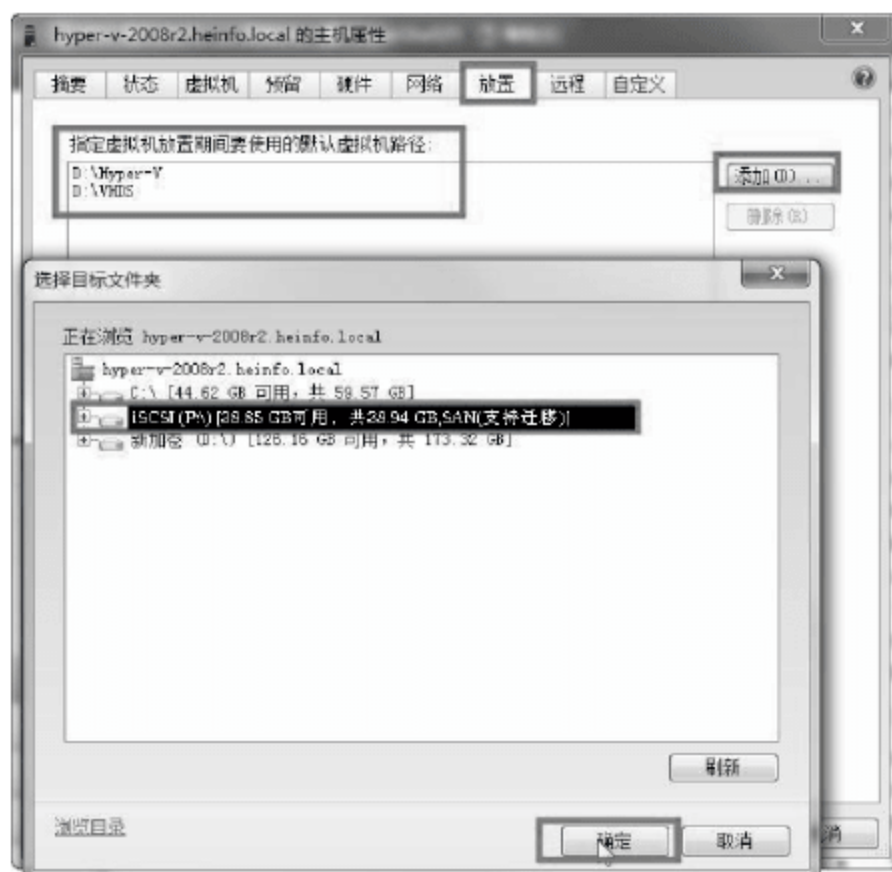 hyper-v-2008r2.heinfo.local 的主机属性
摘要 状态 虚拟机 预留 硬件 网络 放置 远程 自定义
指定虚拟机放置期间要使用的默认虚拟机路径:
D:\Hyper-V
D:\VHDS
添加(D)...
删除(R)
选择目标文件夹
正在浏览 hyper-v-2008r2.heinfo.local
hyper-v-2008r2.heinfo.local
C:\ [44.62 GB 可用，共 59.57 GB]
iSCSI (P:\) [28.85 GB可用，共28.94 GB,SAN(支持迁移)]
新加卷 (D:\) [126.16 GB 可用，共 173.32 GB]
刷新
浏览目录
确定 取消
消